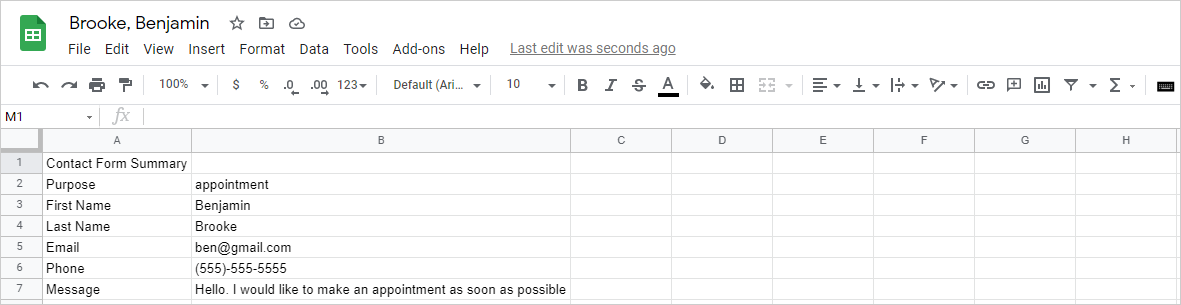 Brooke, Benjamin
File Edit View Insert Format Data Tools Add-ons Help Last edit was seconds ago
100% $ % .0 .00 123 Default (Ari... 10 B I S A
M1 fx
A B C D E F G H
1 Contact Form Summary
2 Purpose appointment
3 First Name Benjamin
4 Last Name Brooke
5 Email ben@gmail.com
6 Phone (555)-555-5555
7 Message Hello. I would like to make an appointment as soon as possible